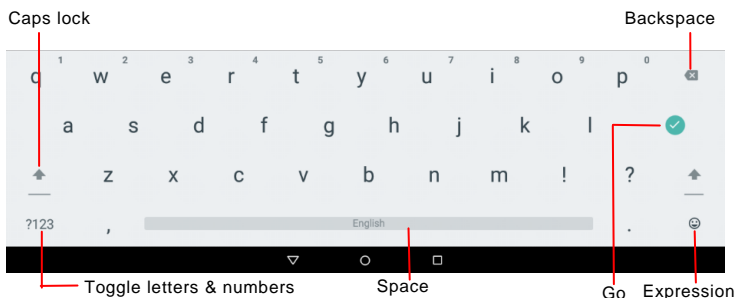 Caps lock Backspace
1 2 3 4 5 6 7 8 9 0
q w e r t y u i o p
a s d f g h j k l
z x c v b n m ! ?
?123 , English .
Toggle letters & numbers Space Go Expression